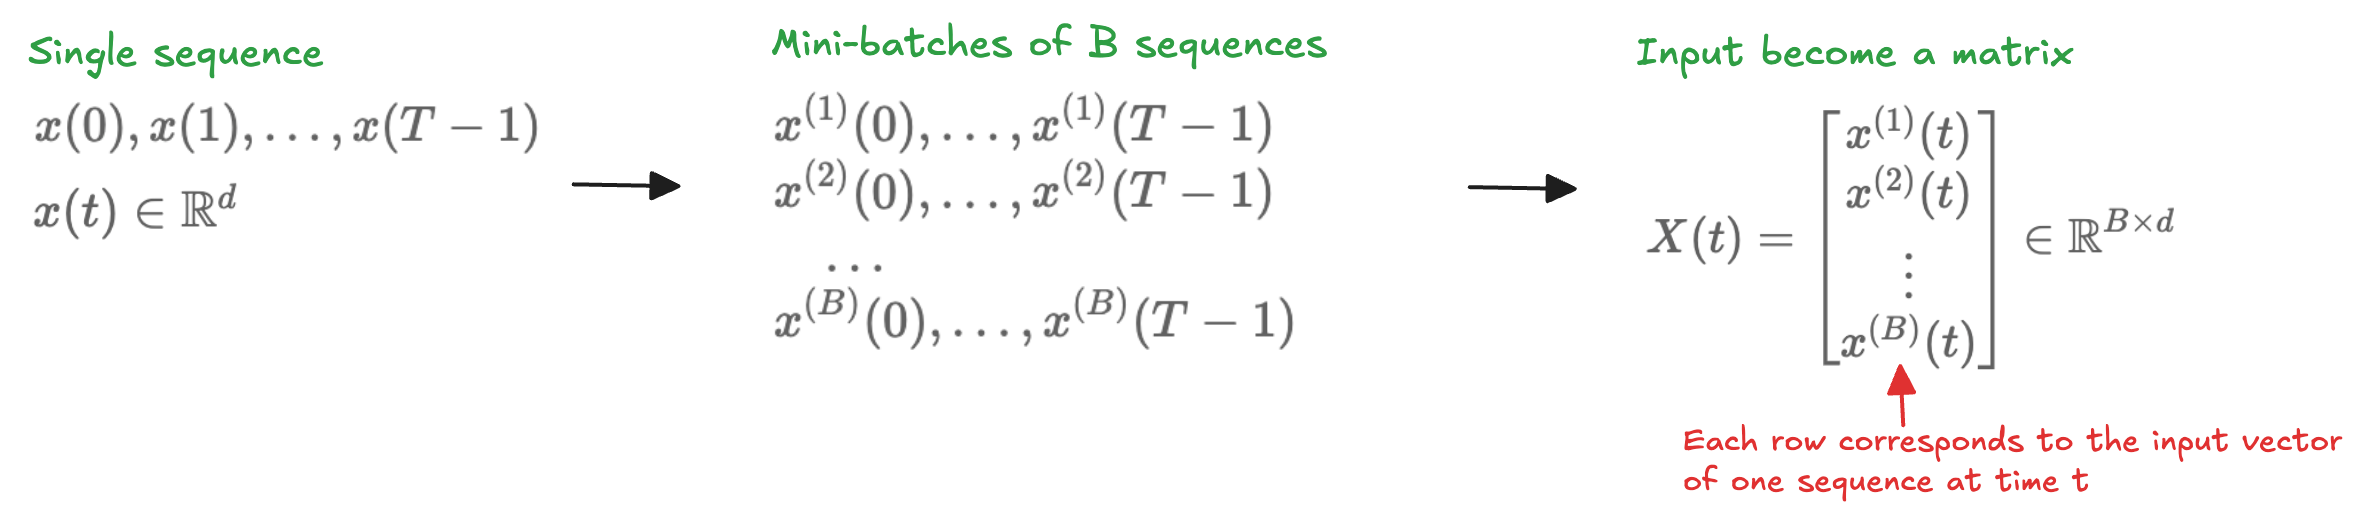 Single sequence
x(0), x(1), . . . , x(T − 1)
x(t) ∈ ℝ^d
Mini-batches of B sequences
x^(1)(0), . . . , x^(1)(T − 1)
x^(2)(0), . . . , x^(2)(T − 1)
. . .
x^(B)(0), . . . , x^(B)(T − 1)
Input become a matrix
X(t) = [x^(1)(t) x^(2)(t) ⋮ x^(B)(t)] ∈ ℝ^(B×d)
Each row corresponds to the input vector
of one sequence at time t